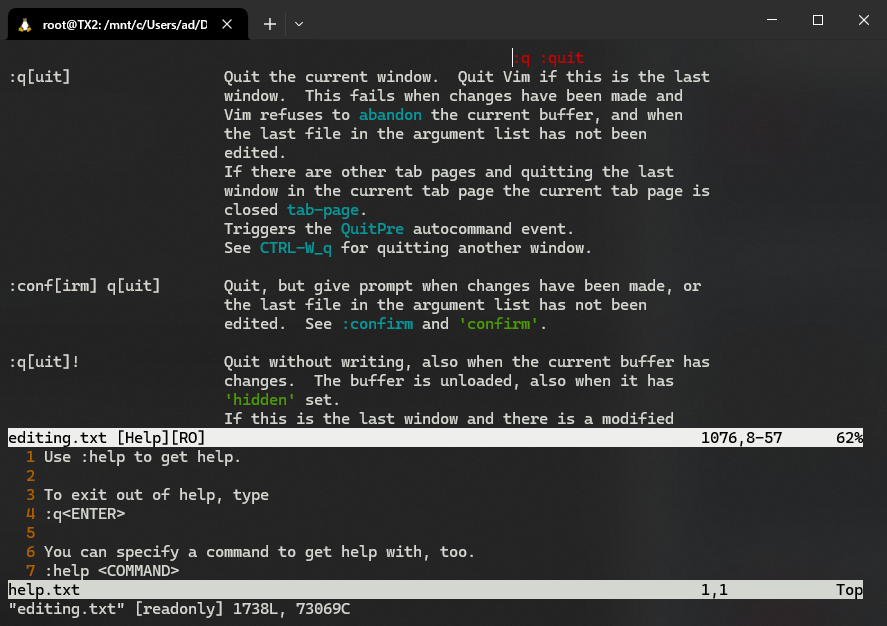 root@TX2: /mnt/c/Users/ad/D
:q :quit
:q[uit] Quit the current window.  Quit Vim if this is the last
window.  This fails when changes have been made and
Vim refuses to abandon the current buffer, and when
the last file in the argument list has not been
edited.
If there are other tab pages and quitting the last
window in the current tab page the current tab page is
closed tab-page.
Triggers the QuitPre autocommand event.
See CTRL-W_q for quitting another window.
:conf[irm] q[uit] Quit, but give prompt when changes have been made, or
the last file in the argument list has not been
edited.  See :confirm and 'confirm'.
:q[uit]! Quit without writing, also when the current buffer has
changes.  The buffer is unloaded, also when it has
'hidden' set.
If this is the last window and there is a modified
editing.txt [Help][RO] 1076,8-57 62%
1 Use :help to get help.
2
3 To exit out of help, type
4 :q<ENTER>
5
6 You can specify a command to get help with, too.
7 :help <COMMAND>
help.txt 1,1 Top
"editing.txt" [readonly] 1738L, 73069C